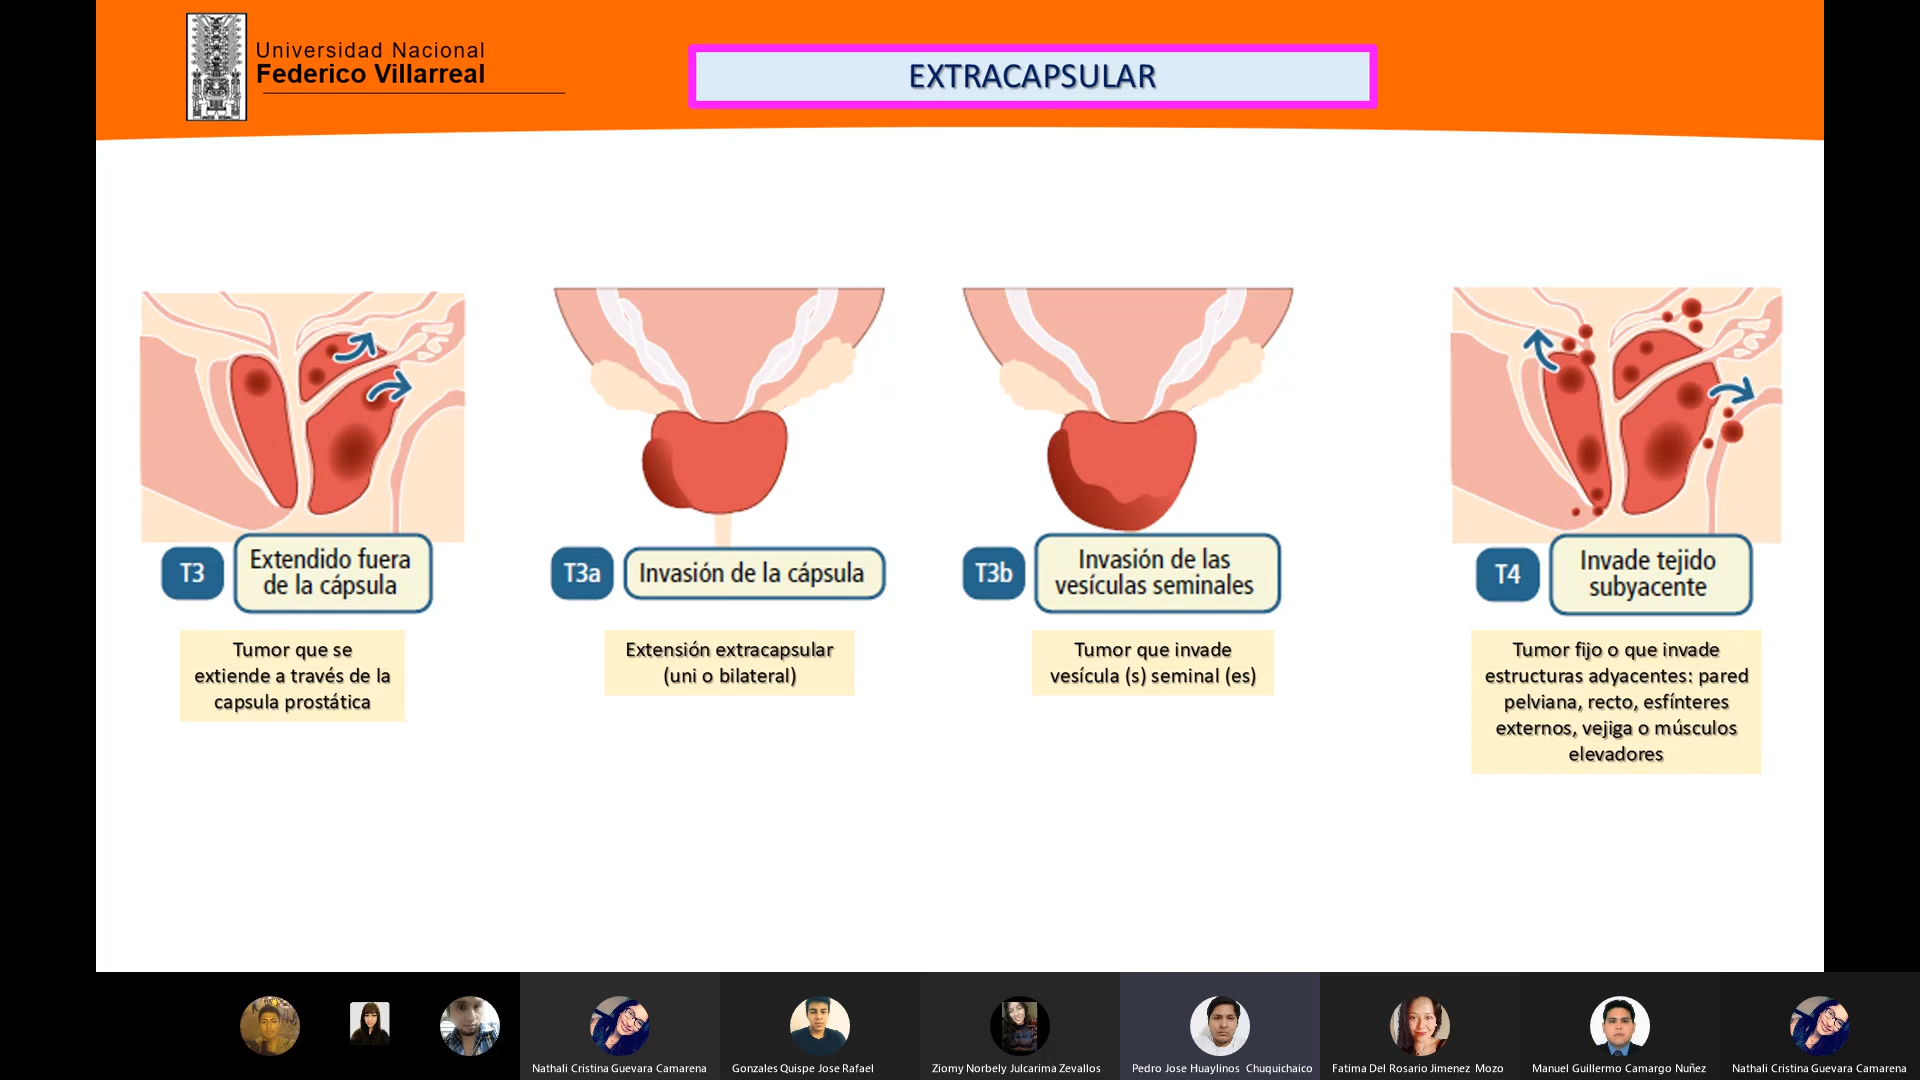 Universidad Nacional
Federico Villarreal
EXTRACAPSULAR
T3
Extendido fuera
de la cápsula
Tumor que se
extiende a través de la
capsula prostática
T3a
Invasión de la cápsula
Extensión extracapsular
(uni o bilateral)
T3b
Invasión de las
vesículas seminales
Tumor que invade
vesícula (s) seminal (es)
T4
Invade tejido
subyacente
Tumor fijo o que invade
estructuras adyacentes: pared
pelviana, recto, esfínteres
externos, vejiga o músculos
elevadores
Nathali Cristina Guevara Camarena
Gonzales Quispe Jose Rafael
Ziomy Norbely Julcarima Zevallos
Pedro Jose Huaylinos Chuquichaico
Fatima Del Rosario Jimenez Mozo
Manuel Guillermo Camargo Nuñez
Nathali Cristina Guevara Camarena